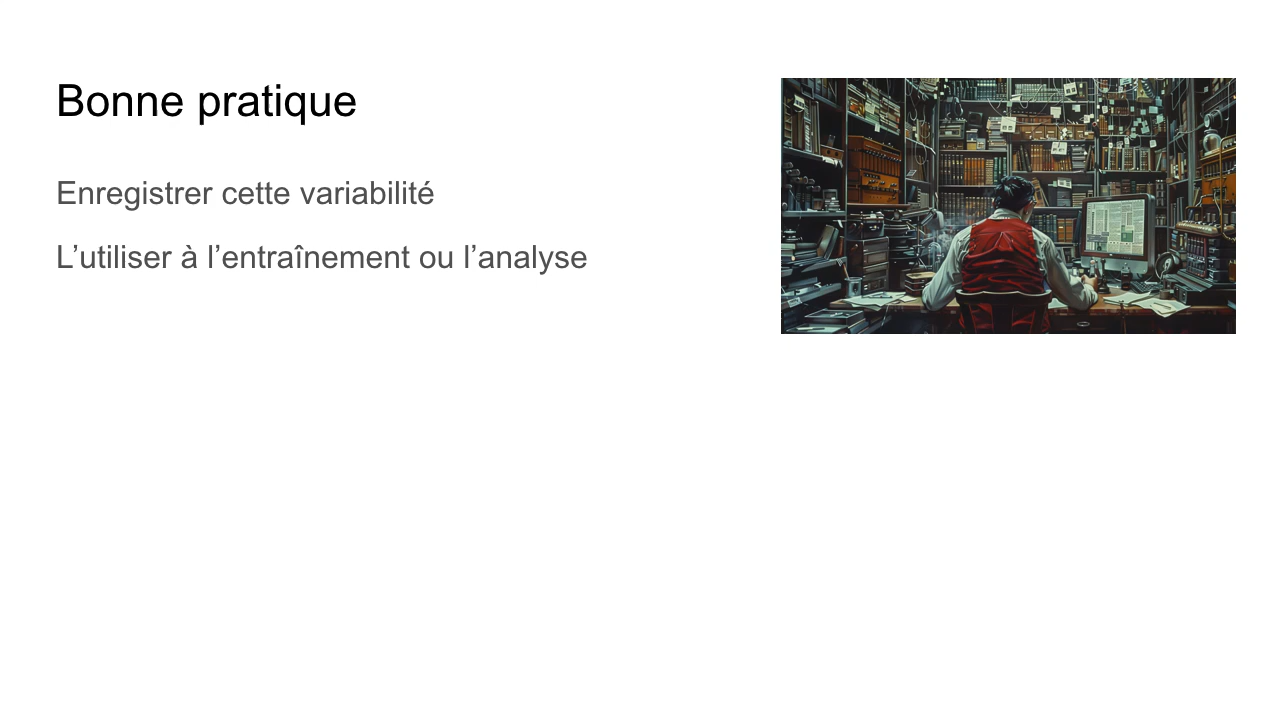 Bonne pratique
Enregistrer cette variabilité
L’utiliser à l’entraînement ou l’analyse